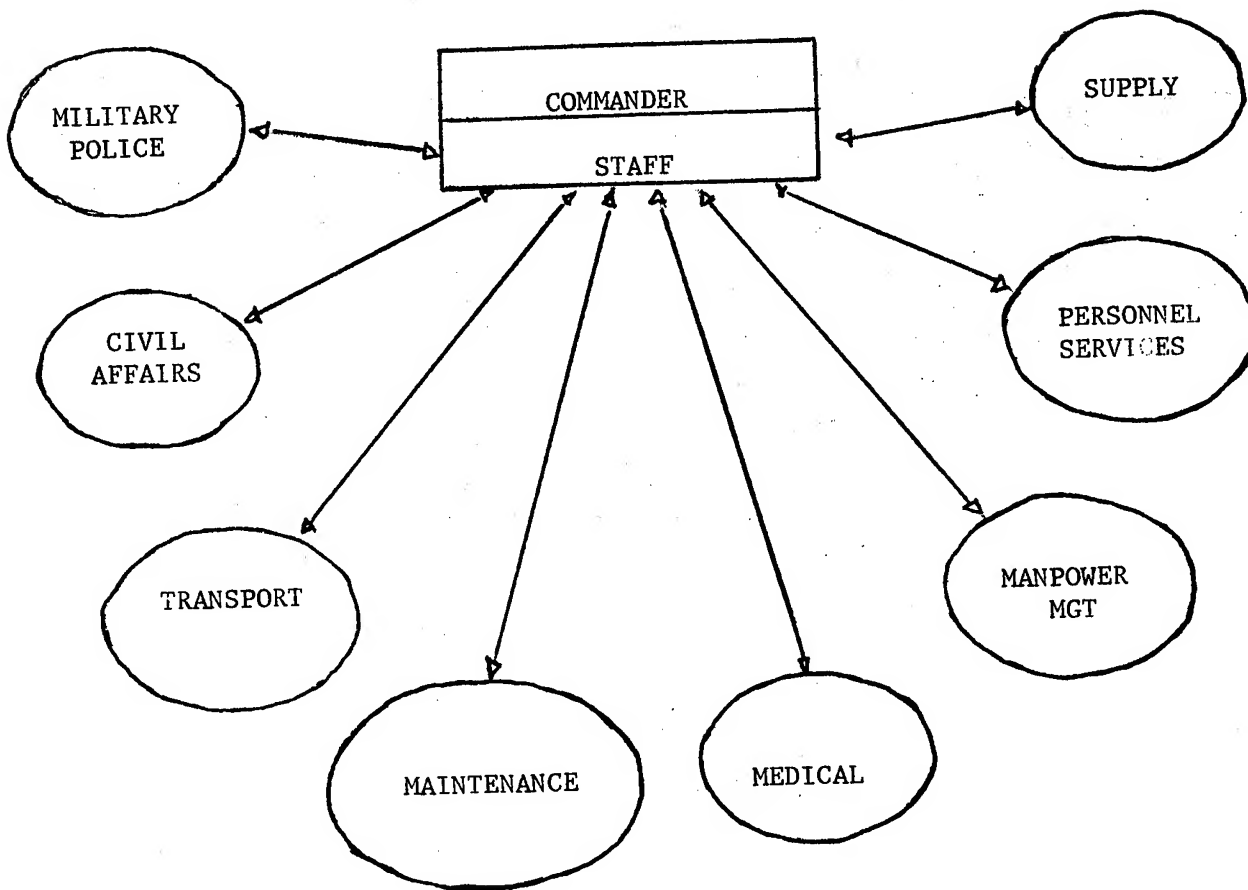 COMMANDER
STAFF
MILITARY
POLICE
SUPPLY
CIVIL
AFFAIRS
PERSONNEL
SERVICES
TRANSPORT
MANPOWER
MGT
MAINTENANCE
MEDICAL